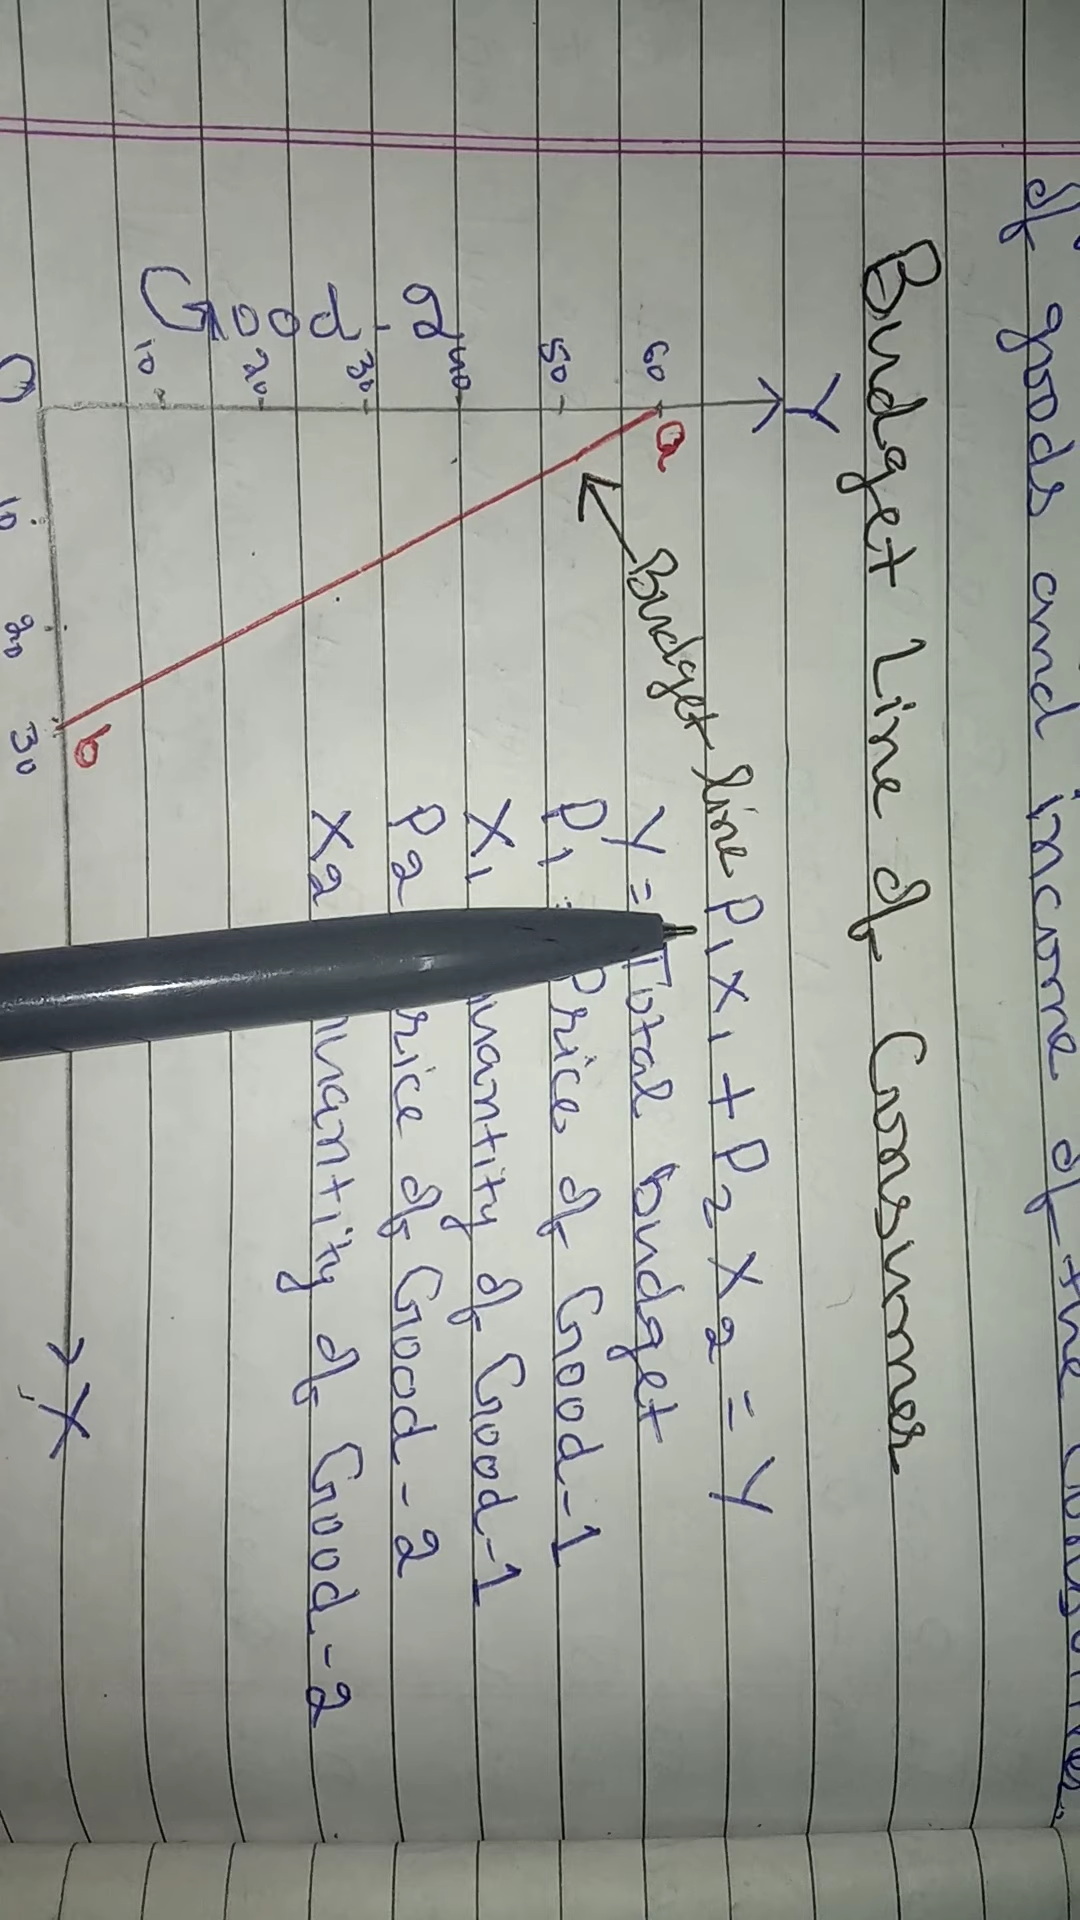 of goods and income of the
Budget Line of Consumer
Y
60
50
40
30
20
10
O
10
20
30
X
Good-2
a
b
Budget line
P1X1 + P2X2 = Y
Y = Total budget
P1 = Price of Good-1
X1 uantity of Good-1
P2 rice of Good-2
X2 uantity of Good-2